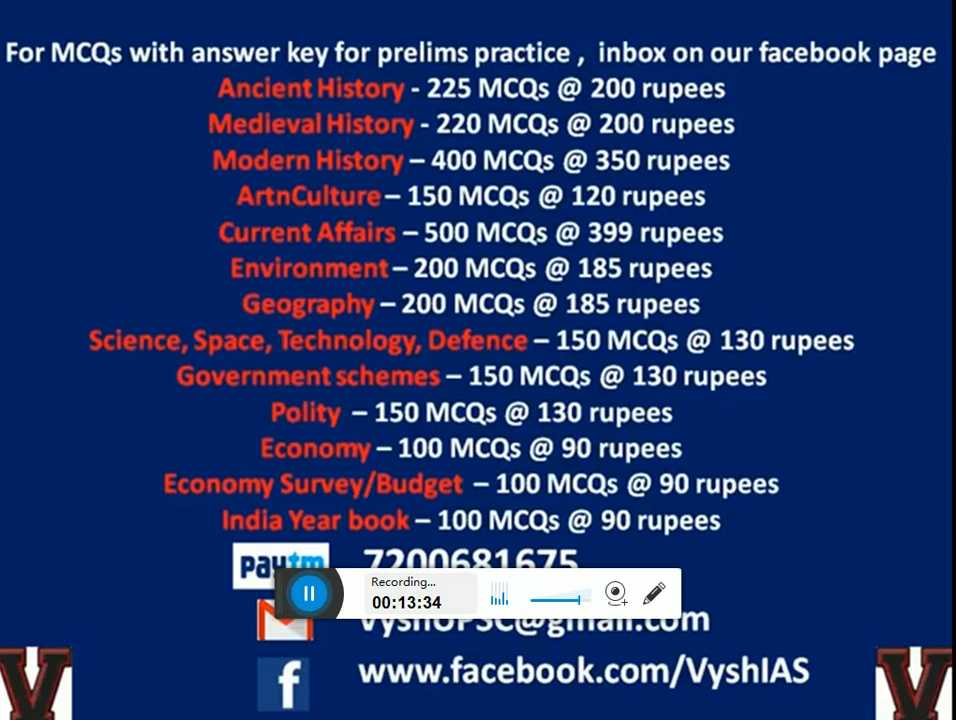 For MCQs with answer key for prelims practice , inbox on our facebook page
Ancient History - 225 MCQs @ 200 rupees
Medieval History - 220 MCQs @ 200 rupees
Modern History – 400 MCQs @ 350 rupees
ArtnCulture – 150 MCQs @ 120 rupees
Current Affairs – 500 MCQs @ 399 rupees
Environment – 200 MCQs @ 185 rupees
Geography – 200 MCQs @ 185 rupees
Science, Space, Technology, Defence – 150 MCQs @ 130 rupees
Government schemes – 150 MCQs @ 130 rupees
Polity – 150 MCQs @ 130 rupees
Economy – 100 MCQs @ 90 rupees
Economy Survey/Budget – 100 MCQs @ 90 rupees
India Year book – 100 MCQs @ 90 rupees
paytm 7200681675
Recording...
00:13:34
VyshUPSC@gmail.com
f www.facebook.com/VyshIAS
V V